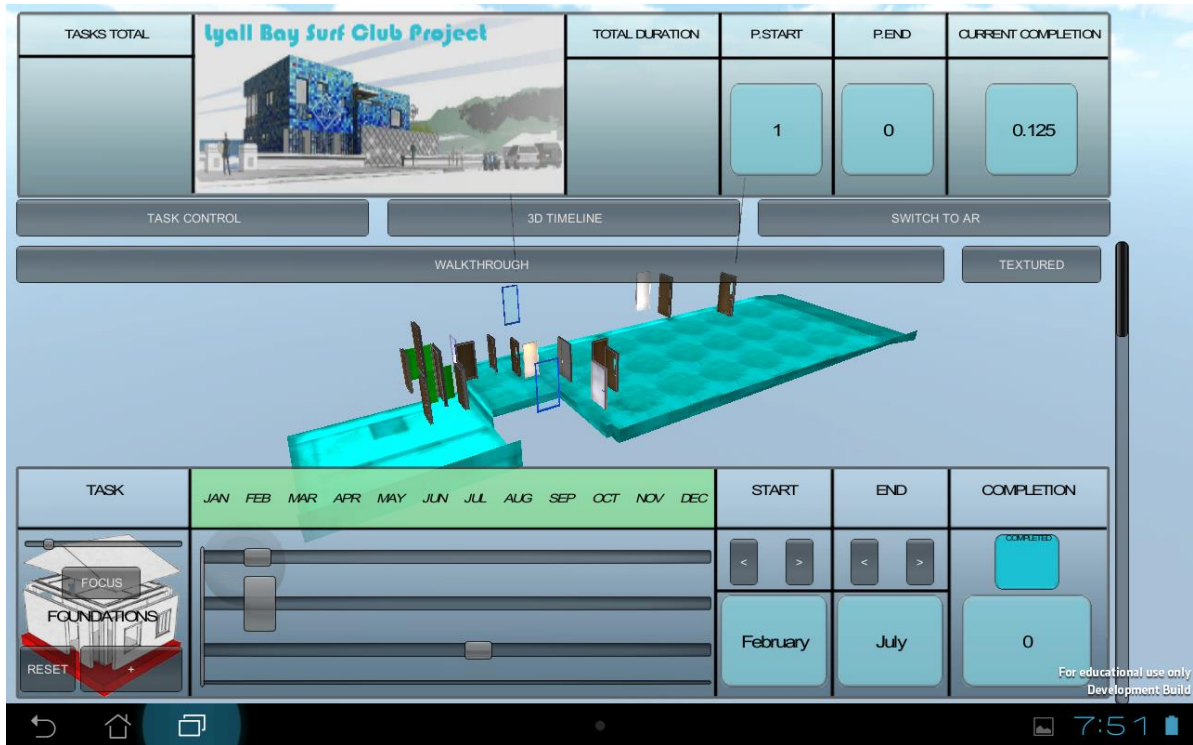 TASKS TOTAL
Lyall Bay Surf Club Project
TOTAL DURATION
P.START
P.END
CURRENT COMPLETION
1
0
0.125
TASK CONTROL
3D TIMELINE
SWITCH TO AR
WALKTHROUGH
TEXTURED
TASK
JAN FEB MAR APR MAY JUN JUL AUG SEP OCT NOV DEC
START
END
COMPLETION
COMPLETED
< > < >
FOCUS
FOUNDATIONS
RESET +
February
July
0
For educational use only
Development Build
7:51